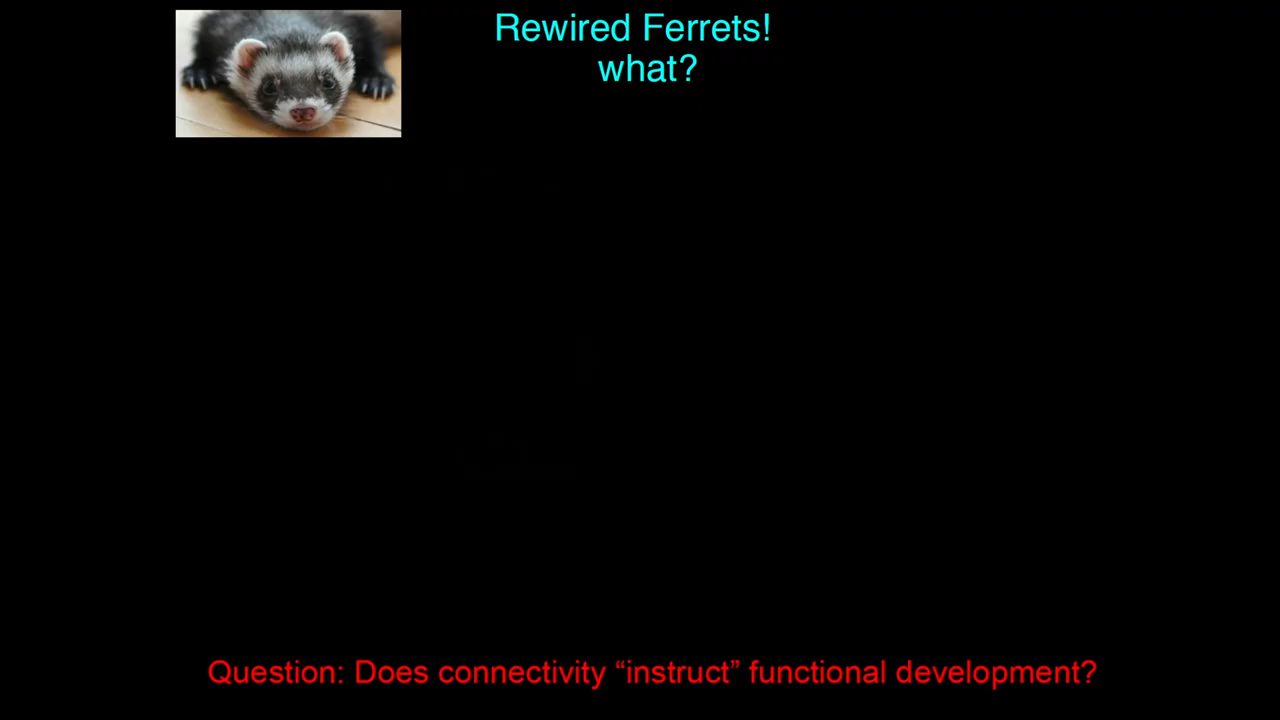 Rewired Ferrets!
what?
Question: Does connectivity “instruct” functional development?